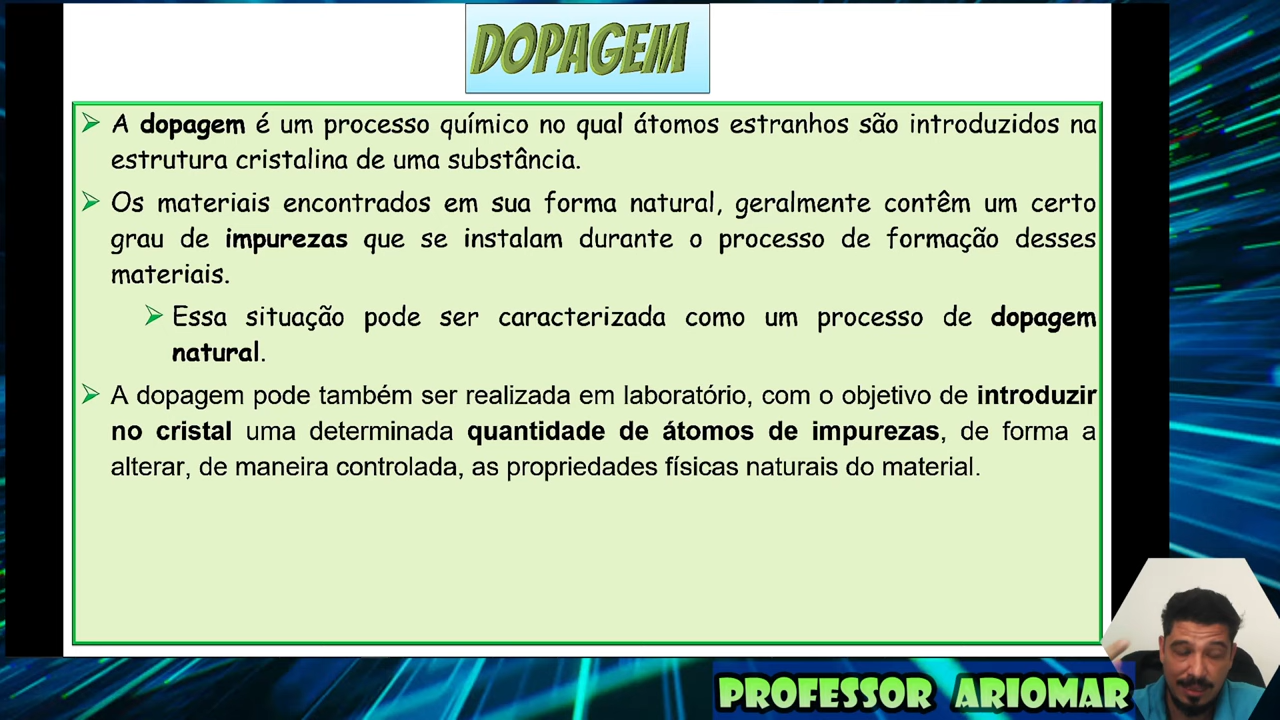 DOPAGEM
A dopagem é um processo químico no qual átomos estranhos são introduzidos na
estrutura cristalina de uma substância.
Os materiais encontrados em sua forma natural, geralmente contêm um certo
grau de impurezas que se instalam durante o processo de formação desses
materiais.
Essa situação pode ser caracterizada como um processo de dopagem
natural.
A dopagem pode também ser realizada em laboratório, com o objetivo de introduzir
no cristal uma determinada quantidade de átomos de impurezas, de forma a
alterar, de maneira controlada, as propriedades físicas naturais do material.
PROFESSOR ARIOMAR